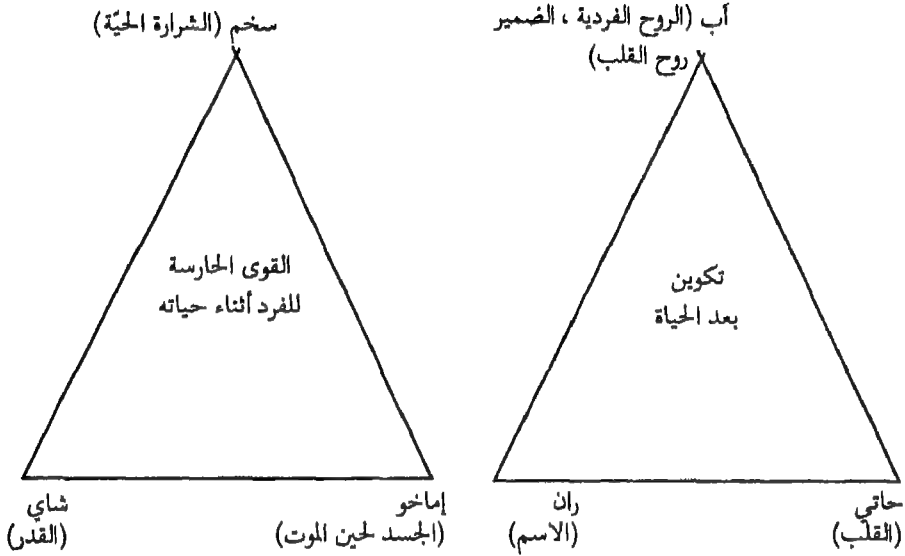 آب (الروح الفردية ، الضمير
روح القلب)
تكوين
بعد الحياة
حاتي
(القلب)
ران
(الاسم)
سخم (الشرارة الحيّة)
القوى الحارسة
للفرد أثناء حياته
إماخو
(الجسد لحين الموت)
شاي
(القدر)